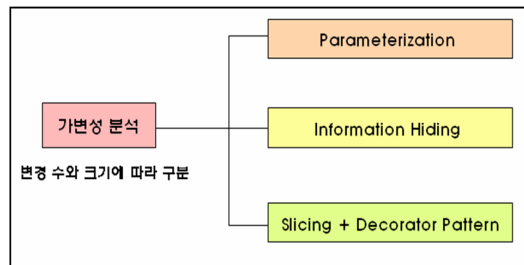 Parameterization
가변성 분석
Information Hiding
변경 수와 크기에 따라 구분
Slicing + Decorator Pattern